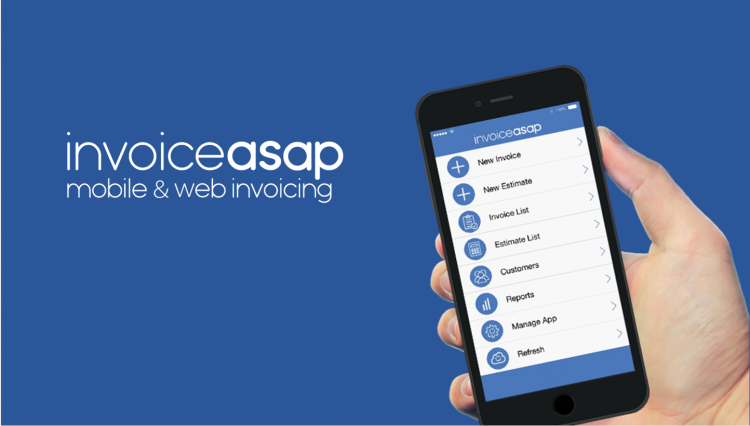 invoiceasap
mobile & web invoicing
invoiceasap
New Invoice
New Estimate
Invoice List
Estimate List
Customers
Reports
Manage App
Refresh